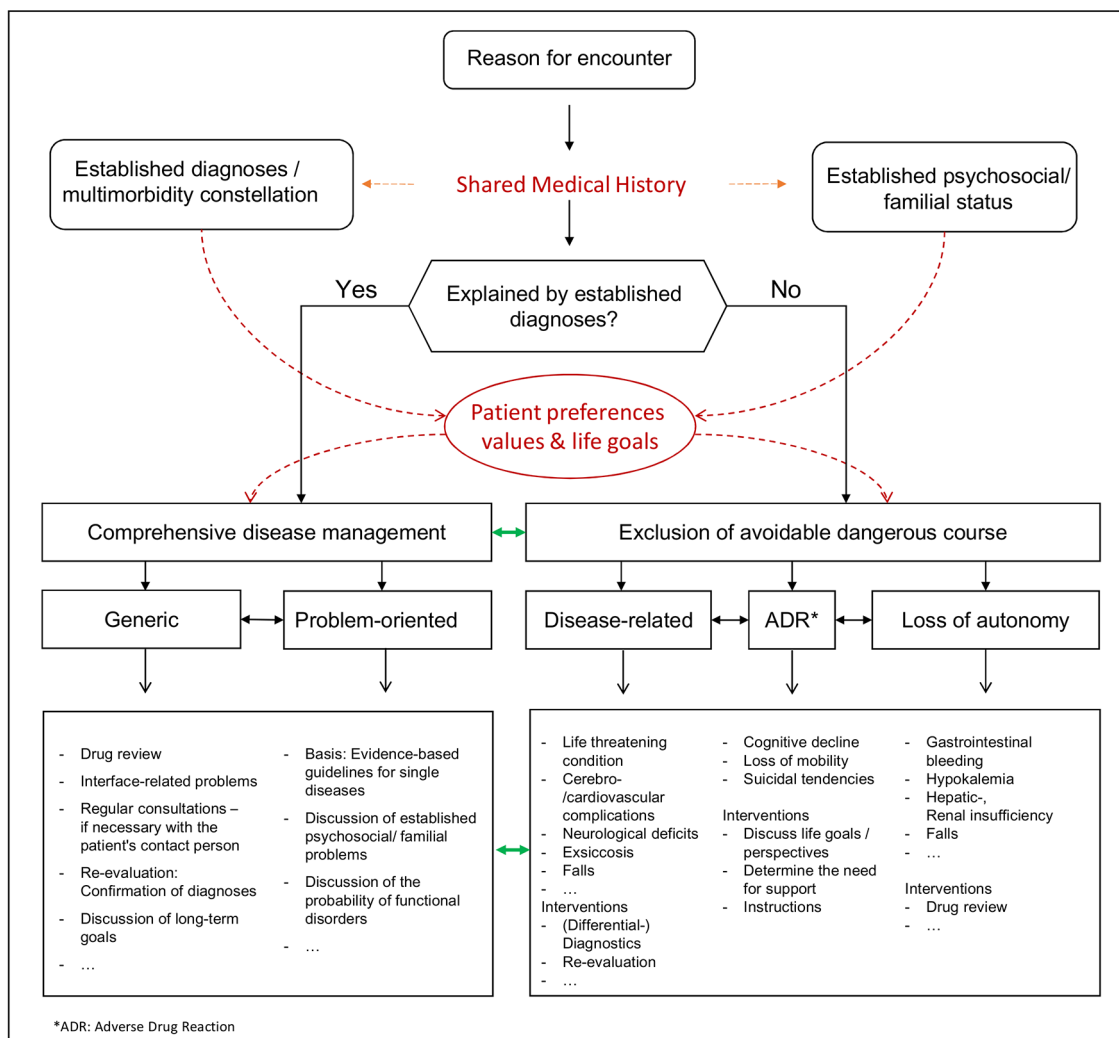 Reason for encounter
Established diagnoses /
multimorbidity constellation
Shared Medical History
Established psychosocial/
familial status
Yes
Explained by established
diagnoses?
No
Patient preferences
values & life goals
Comprehensive disease management
Exclusion of avoidable dangerous course
Generic
Problem-oriented
Disease-related
ADR*
Loss of autonomy
- Drug review
- Interface-related problems
- Regular consultations –
if necessary with the
patient's contact person
- Re-evaluation:
Confirmation of diagnoses
- Discussion of long-term
goals
- …
- Basis: Evidence-based
guidelines for single
diseases
- Discussion of established
psychosocial/ familial
problems
- Discussion of the
probability of functional
disorders
- …
- Life threatening
condition
- Cerebro-
/cardiovascular
complications
- Neurological deficits
- Exsiccosis
- Falls
- …
Interventions
- (Differential-)
Diagnostics
- Re-evaluation
- …
- Cognitive decline
- Loss of mobility
- Suicidal tendencies
Interventions
- Discuss life goals /
perspectives
- Determine the need
for support
- Instructions
- Gastrointestinal
bleeding
- Hypokalemia
- Hepatic-,
Renal insufficiency
- Falls
- …
Interventions
- Drug review
- …
*ADR: Adverse Drug Reaction